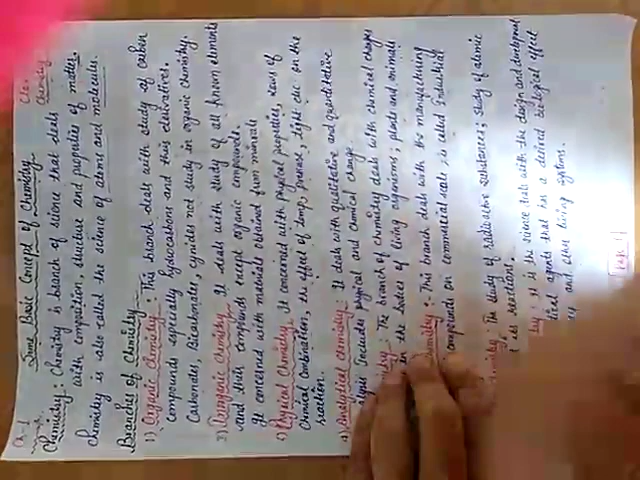 Ch-1 Some Basic Concept of Chemistry Cls:
Chemistry
Chemistry : Chemistry is branch of science that deals
with composition, structure and properties of matter.
Chemistry is also called the science of atoms and molecules.
Branches of Chemistry
1) Organic Chemistry : This branch deals with study of carbon
compounds especially hydrocarbons and their derivatives.
Carbonates, Bicarbonates, cyanides not study in organic chemistry.
2) Inorganic Chemistry It deals with study of all known elements
and their compounds except organic compounds.
It concerned with materials obtained from minerals
Physical Chemistry : It concerned with physical properties, laws of
chemical combination, the effect of temp, pressure, light etc. on the
reaction.
4) Analytical Chemistry : It deals with qualitative and quantitative
analysis includes physical and chemical change.
The branch of chemistry deals with chemical changes
in the bodies of living organisms ; plants and animals
: This branch deals with the manufacturing
compounds on commercial scale is called industrial
: The study of radioactive substances; study of atomic
its reactions.
: It is the science deals with the design and
agents that has a desired biological effect
and other living systems.